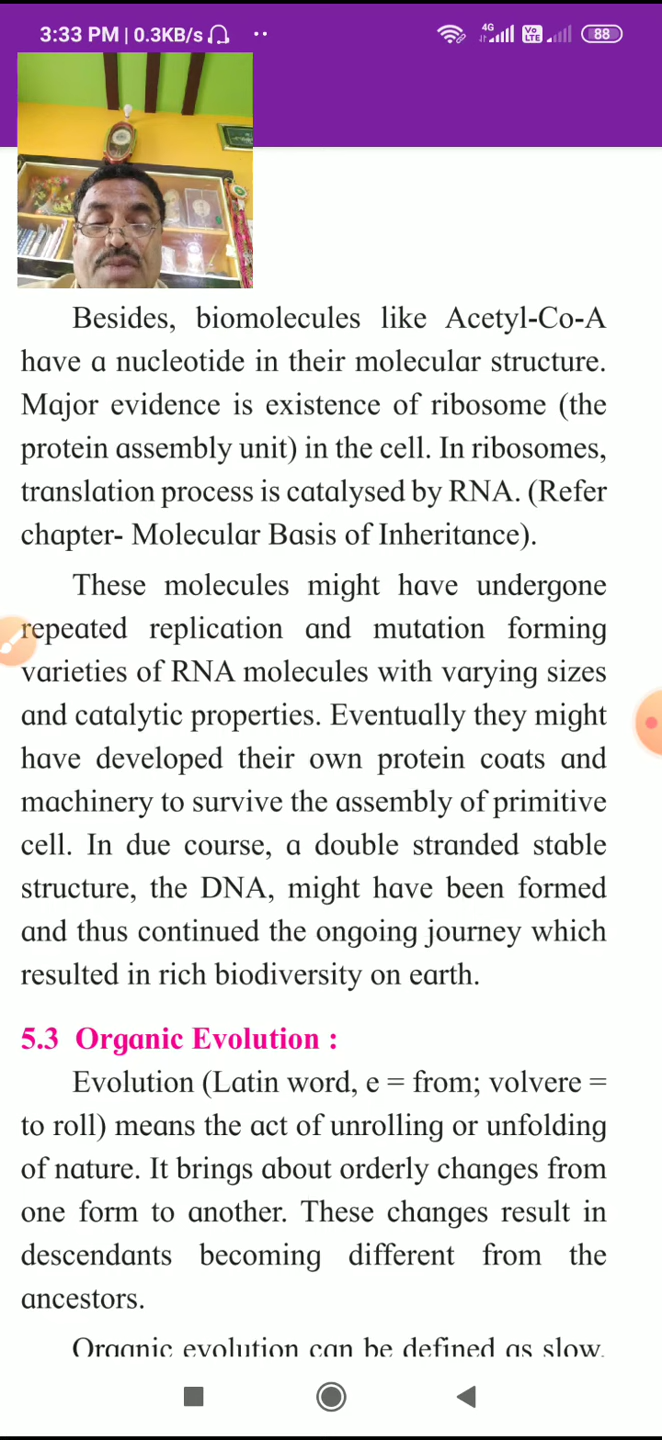 3:33 PM | 0.3KB/s
4G
Vo LTE
88
Besides, biomolecules like Acetyl-Co-A
have a nucleotide in their molecular structure.
Major evidence is existence of ribosome (the
protein assembly unit) in the cell. In ribosomes,
translation process is catalysed by RNA. (Refer
chapter- Molecular Basis of Inheritance).
These molecules might have undergone
repeated replication and mutation forming
varieties of RNA molecules with varying sizes
and catalytic properties. Eventually they might
have developed their own protein coats and
machinery to survive the assembly of primitive
cell. In due course, a double stranded stable
structure, the DNA, might have been formed
and thus continued the ongoing journey which
resulted in rich biodiversity on earth.
5.3 Organic Evolution :
Evolution (Latin word, e = from; volvere =
to roll) means the act of unrolling or unfolding
of nature. It brings about orderly changes from
one form to another. These changes result in
descendants becoming different from the
ancestors.
Organic evolution can be defined as slow,